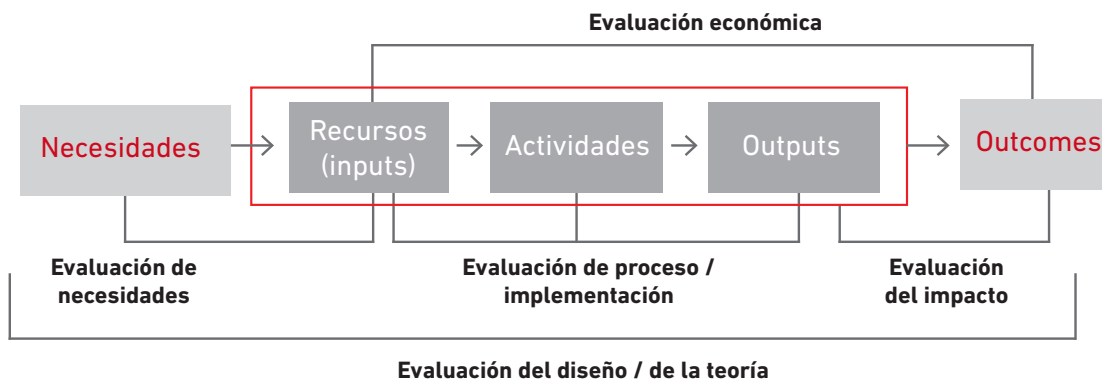 Evaluación económica
Necesidades
Recursos
(inputs)
Actividades
Outputs
Outcomes
Evaluación de
necesidades
Evaluación de proceso /
implementación
Evaluación
del impacto
Evaluación del diseño / de la teoría